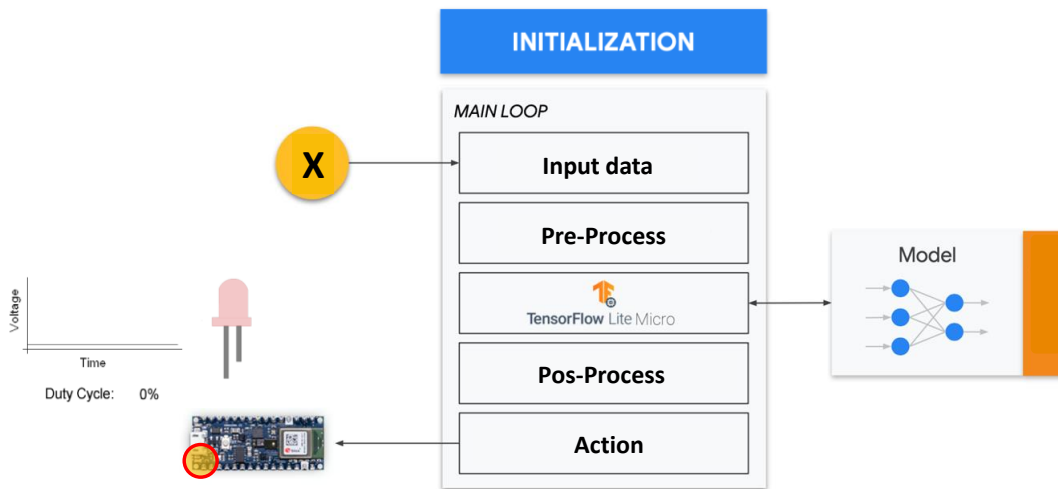 INITIALIZATION
MAIN LOOP
X
Input data
Pre-Process
Model
TensorFlow Lite Micro
Voltage
Time
Duty Cycle: 0%
Pos-Process
Action